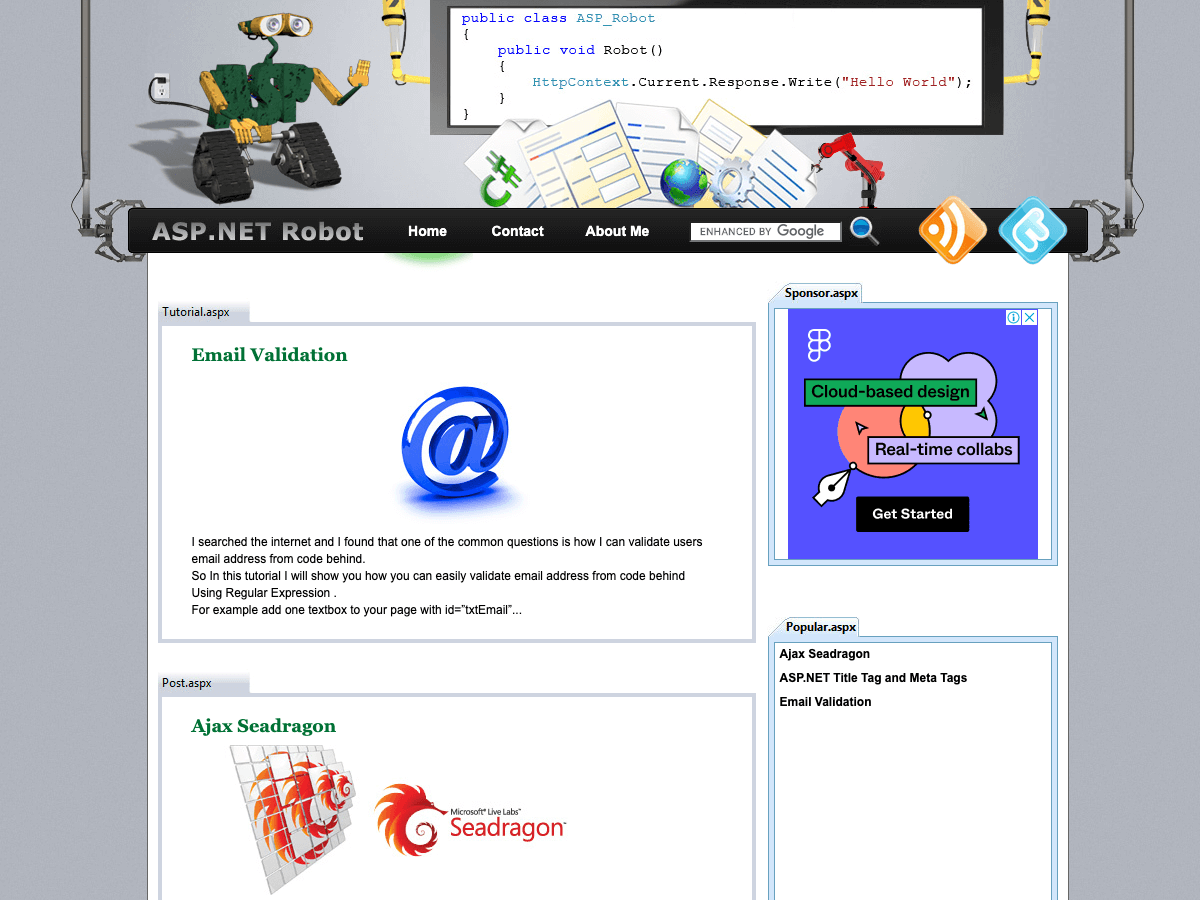 public class ASP_Robot
{
public void Robot()
{
HttpContext.Current.Response.Write("Hello World");
}
}
ASP
ASP.NET Robot
Home
Contact
About Me
ENHANCED BY Google
Tutorial.aspx
Email Validation
@
I searched the internet and I found that one of the common questions is how I can validate users
email address from code behind.
So In this tutorial I will show you how you can easily validate email address from code behind
Using Regular Expression .
For example add one textbox to your page with id=”txtEmail”...
Post.aspx
Ajax Seadragon
Microsoft® Live Labs™
Seadragon™
Sponsor.aspx
Cloud-based design
Real-time collabs
Get Started
Popular.aspx
Ajax Seadragon
ASP.NET Title Tag and Meta Tags
Email Validation